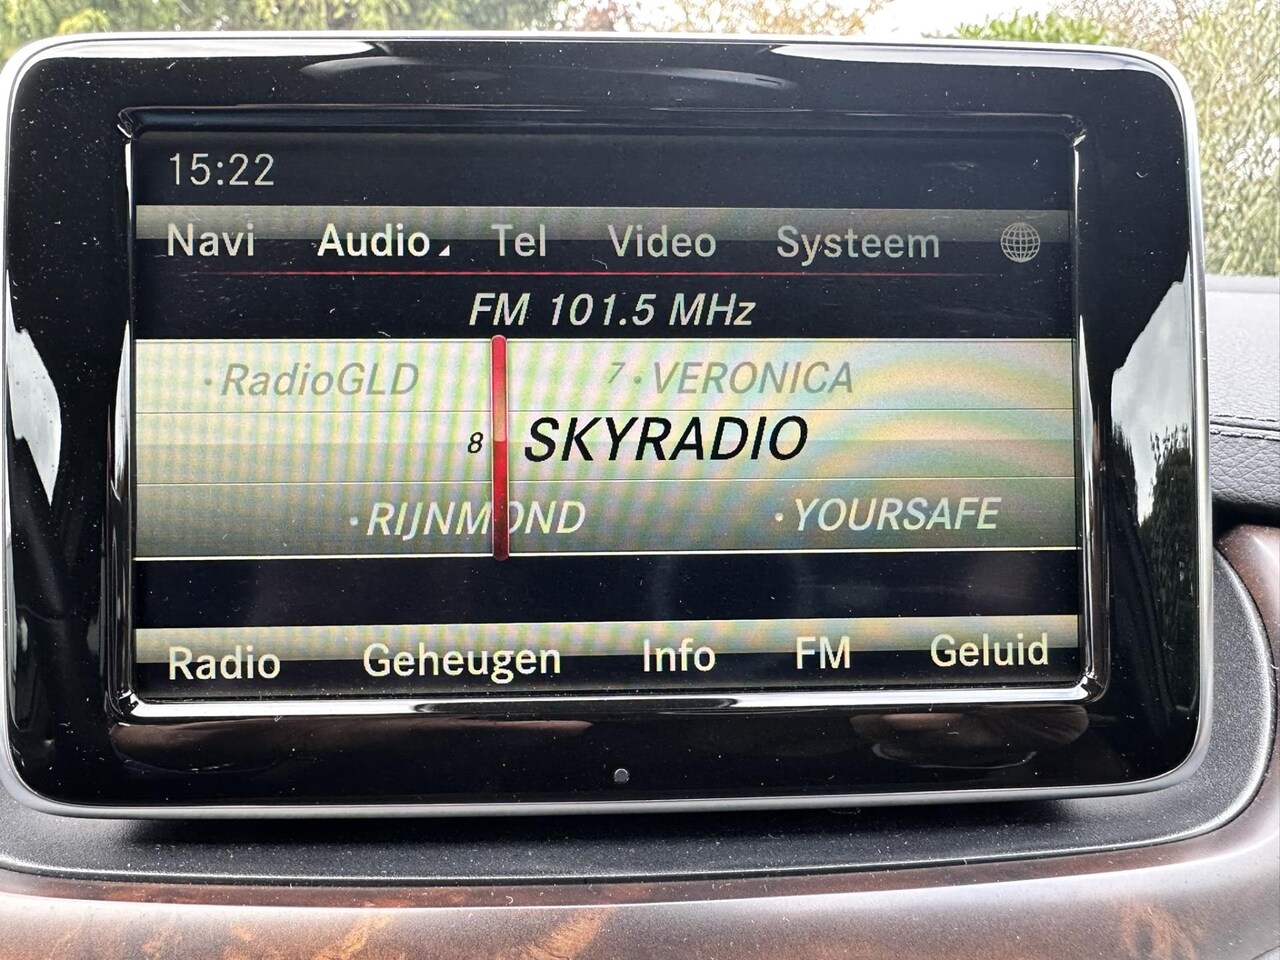 15:22
Navi Audio Tel Video Systeem
FM 101.5 MHz
·RadioGLD 7·VERONICA
8 SKYRADIO
·RIJNMOND ·YOURSAFE
Radio Geheugen Info FM Geluid